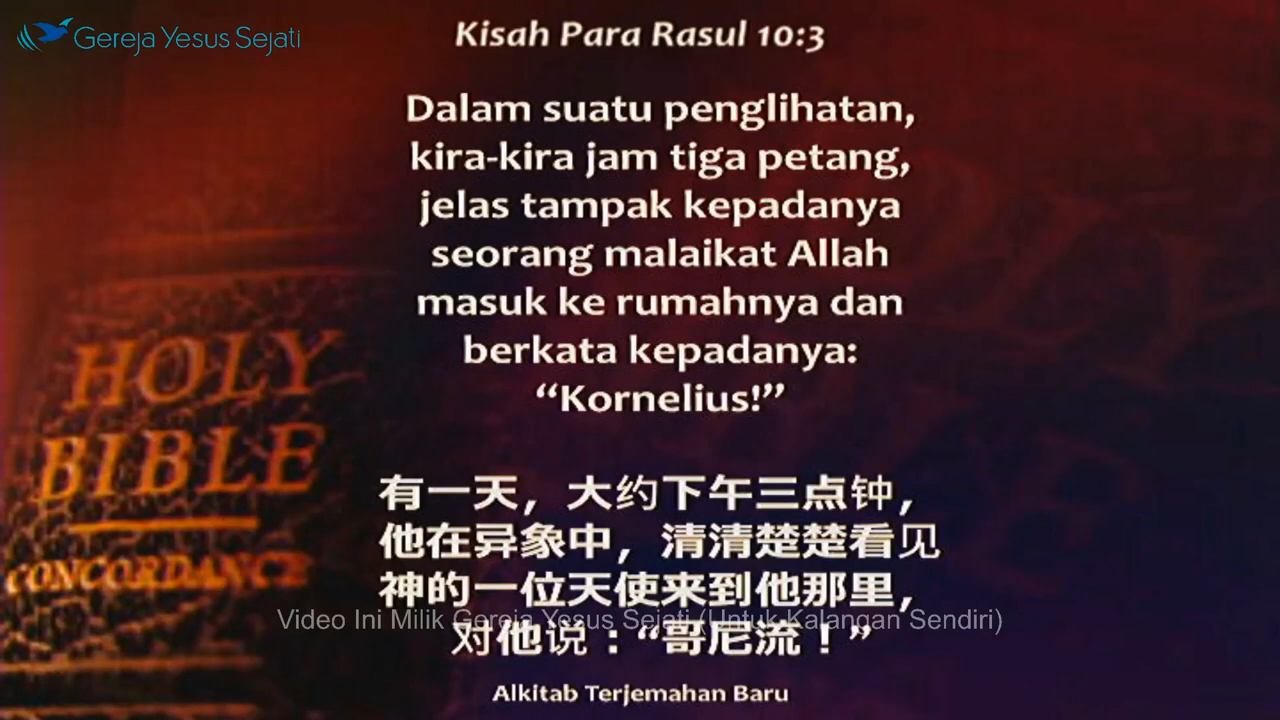 Gereja Yesus Sejati
Kisah Para Rasul 10:3
Dalam suatu penglihatan,
kira-kira jam tiga petang,
jelas tampak kepadanya
seorang malaikat Allah
masuk ke rumahnya dan
berkata kepadanya:
“Kornelius!”
HOLY
BIBLE
CONCORDANCE
有一天，大约下午三点钟，
他在异象中，清清楚楚看见
神的一位天使来到他那里，
Video Ini Milik Gereja Yesus Sejati (Untuk Kalangan Sendiri)
对他说：“哥尼流！”
Alkitab Terjemahan Baru